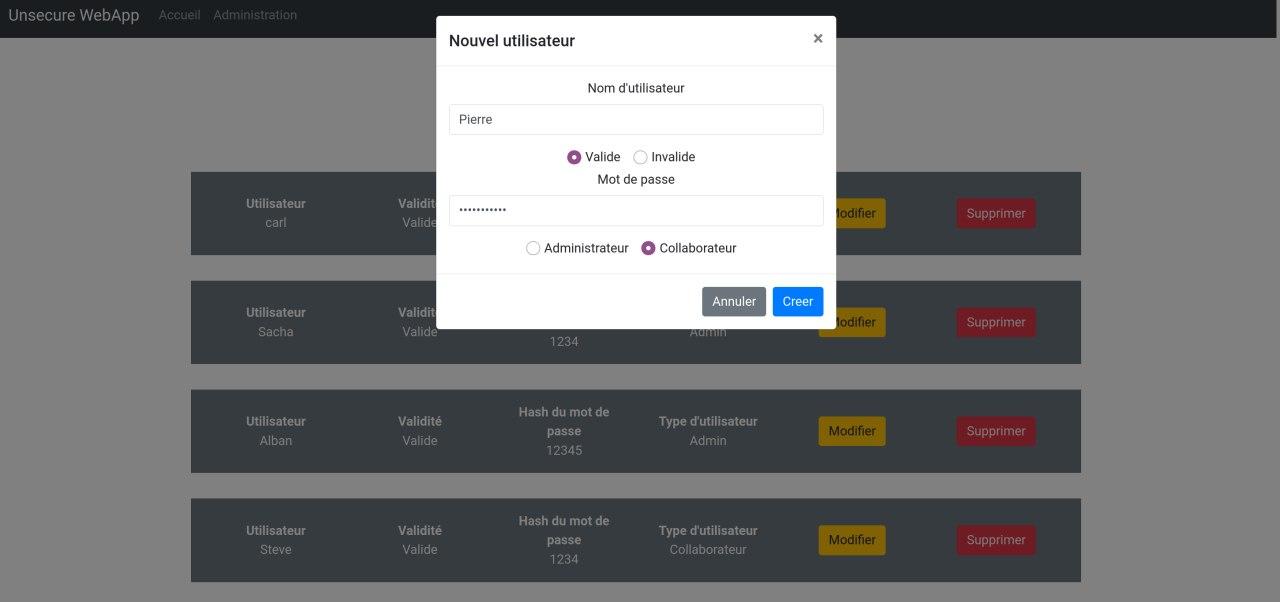 Unsecure WebApp Accueil Administration
Nouvel utilisateur ×
Nom d'utilisateur
Pierre
Valide Invalide
Mot de passe
•••••••••••
Administrateur Collaborateur
Annuler Creer
Utilisateur Validité
carl Valide Modifier Supprimer
Utilisateur Validité
Sacha Valide 1234 Admin Modifier Supprimer
Utilisateur Validité Hash du mot de passe Type d'utilisateur
Alban Valide 12345 Admin Modifier Supprimer
Utilisateur Validité Hash du mot de passe Type d'utilisateur
Steve Valide 1234 Collaborateur Modifier Supprimer